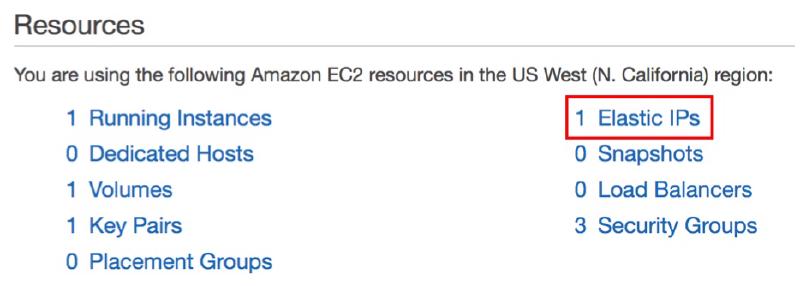 Resources
You are using the following Amazon EC2 resources in the US West (N. California) region:
1 Running Instances
0 Dedicated Hosts
1 Volumes
1 Key Pairs
0 Placement Groups
1 Elastic IPs
0 Snapshots
0 Load Balancers
3 Security Groups